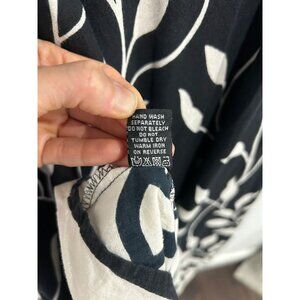 HAND WASH
SEPARATELY
DO NOT BLEACH
DO NOT
TUMBLE DRY
WARM IRON
ON REVERSE